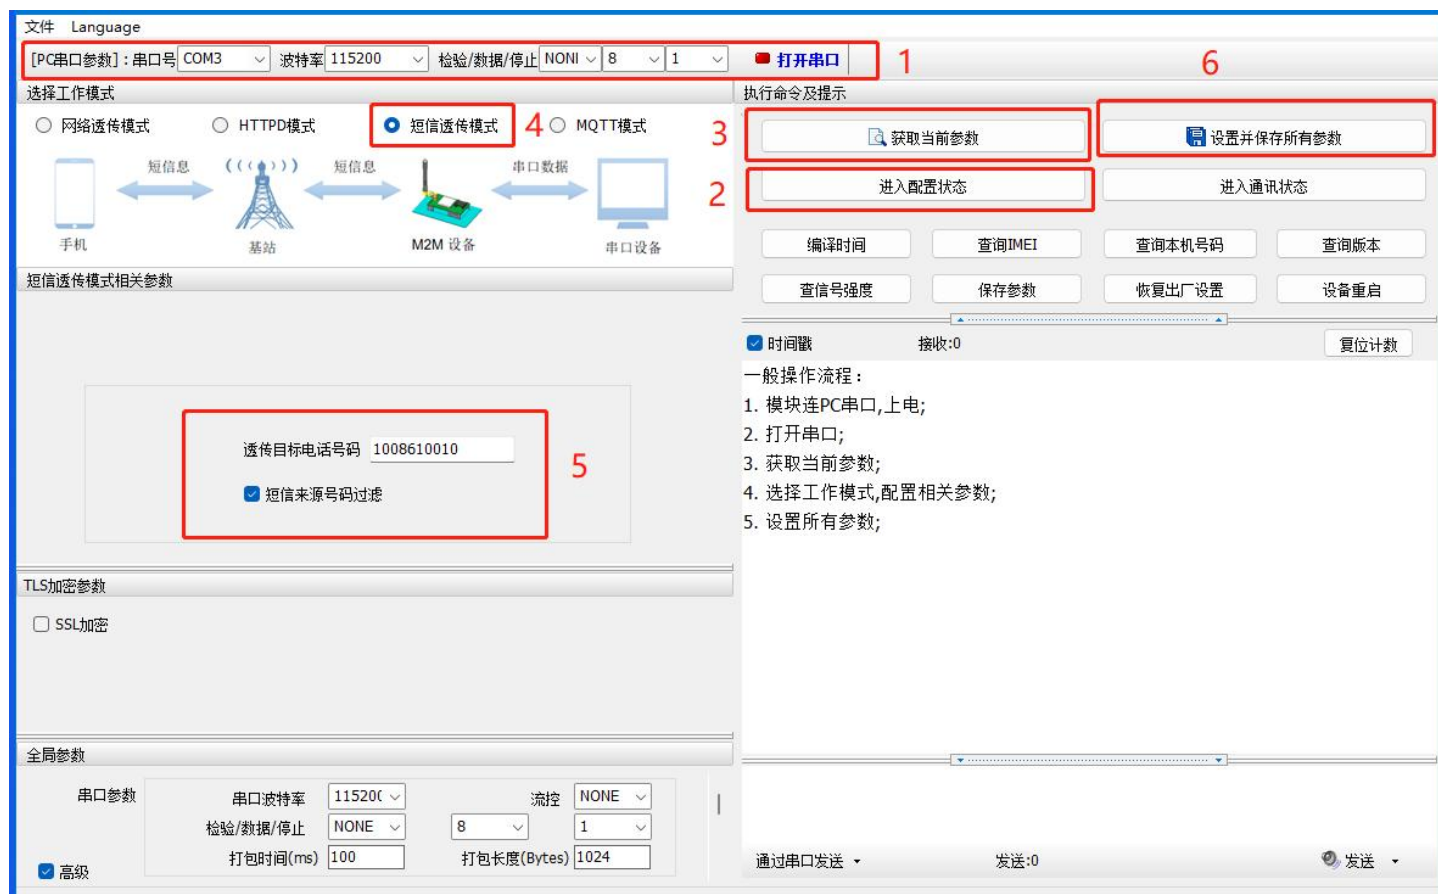 文件 Language
[PC串口参数]：串口号 COM3 波特率 115200 检验/数据/停止 NONI 8 1 打开串口 1
6
选择工作模式
网络透传模式 HTTPD模式 短信透传模式 4 MQTT模式
短信息 短信息 串口数据
手机 基站 M2M 设备 串口设备
短信透传模式相关参数
透传目标电话号码 1008610010
短信来源号码过滤
5
TLS加密参数
SSL加密
全局参数
串口参数 串口波特率 11520( 流控 NONE
检验/数据/停止 NONE 8 1
打包时间(ms) 100 打包长度(Bytes) 1024
高级
执行命令及提示
3 获取当前参数 设置并保存所有参数
2 进入配置状态 进入通讯状态
编译时间 查询IMEI 查询本机号码 查询版本
查信号强度 保存参数 恢复出厂设置 设备重启
时间戳 接收:0 复位计数
一般操作流程：
1. 模块连PC串口,上电;
2. 打开串口;
3. 获取当前参数;
4. 选择工作模式,配置相关参数;
5. 设置所有参数;
通过串口发送 发送:0 发送